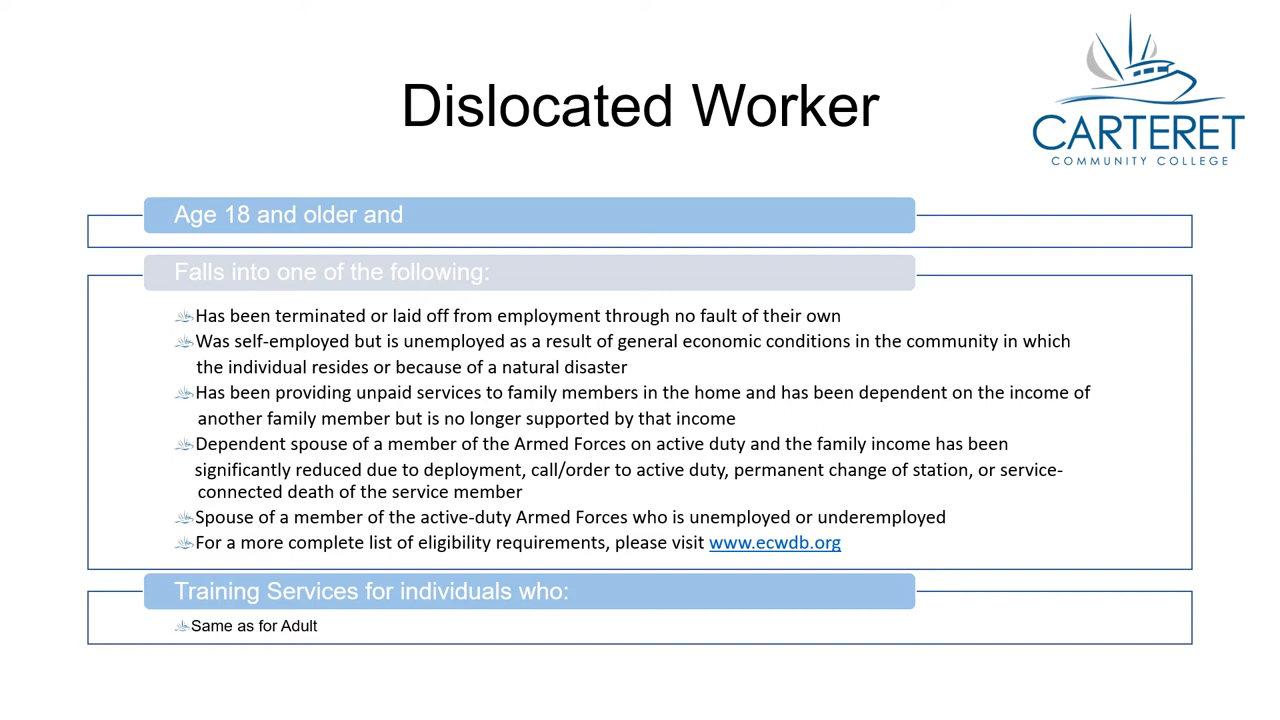 Dislocated Worker
CARTERET
COMMUNITY COLLEGE
Age 18 and older and
Falls into one of the following:
Has been terminated or laid off from employment through no fault of their own
Was self-employed but is unemployed as a result of general economic conditions in the community in which
the individual resides or because of a natural disaster
Has been providing unpaid services to family members in the home and has been dependent on the income of
another family member but is no longer supported by that income
Dependent spouse of a member of the Armed Forces on active duty and the family income has been
significantly reduced due to deployment, call/order to active duty, permanent change of station, or service-
connected death of the service member
Spouse of a member of the active-duty Armed Forces who is unemployed or underemployed
For a more complete list of eligibility requirements, please visit www.ecwdb.org
Training Services for individuals who:
Same as for Adult